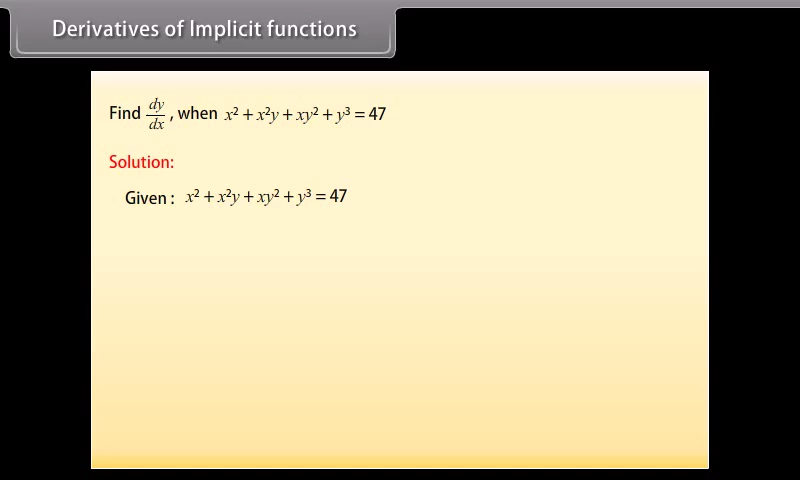 Derivatives of Implicit functions
Find dy/dx, when x² + x²y + xy² + y³ = 47
Solution:
Given : x² + x²y + xy² + y³ = 47